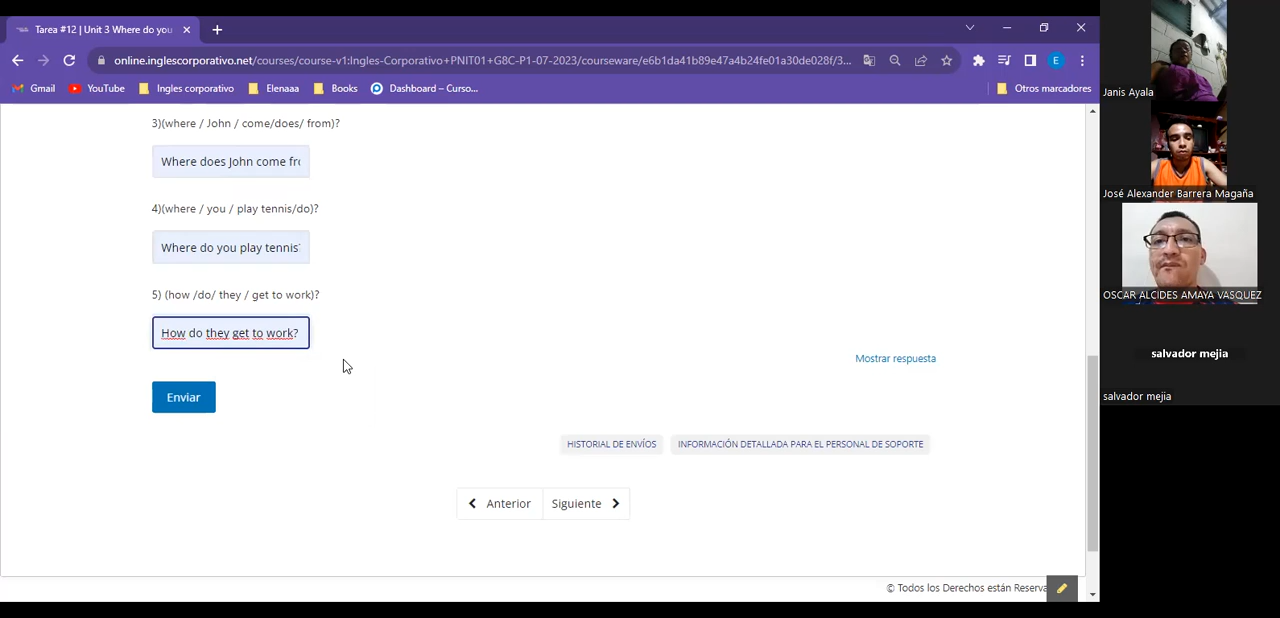 Tarea #12 | Unit 3 Where do you
online.inglescorporativo.net/courses/course-v1:Ingles-Corporativo+PNIT01+G8C-P1-07-2023/courseware/e6b1da41b89e47a4b24fe01a30de028f/3...
E
Gmail
YouTube
Ingles corporativo
Elenaaa
Books
Dashboard – Curso...
Otros marcadores
Janis Ayala
3)(where / John / come/does/ from)?
Where does John come fro
4)(where / you / play tennis/do)?
Where do you play tennis?
5) (how /do/ they / get to work)?
How do they get to work?
Mostrar respuesta
Enviar
HISTORIAL DE ENVÍOS
INFORMACIÓN DETALLADA PARA EL PERSONAL DE SOPORTE
Anterior
Siguiente
© Todos los Derechos están Reserva
José Alexander Barrera Magaña
OSCAR ALCIDES AMAYA VASQUEZ
salvador mejia
salvador mejia